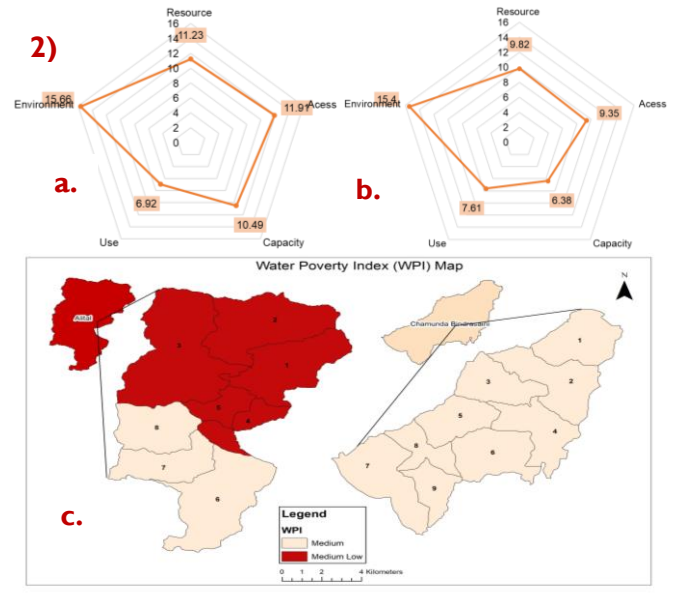 2)
a.
Resource
16
14
12
10
8
6
4
2
0
11.23
11.91
Acess
10.49
Capacity
6.92
Use
15.66
Environment
b.
Resource
16
14
12
10
8
6
4
2
0
9.82
9.35
Acess
6.38
Capacity
7.61
Use
15.4
Environment
c.
Water Poverty Index (WPI) Map
N
Alital
2
3
1
5
4
8
7
6
Chamunda Bindrasaini
1
2
3
4
5
6
8
7
9
Legend
WPI
Medium
Medium Low
0 1 2 4 Kilometers